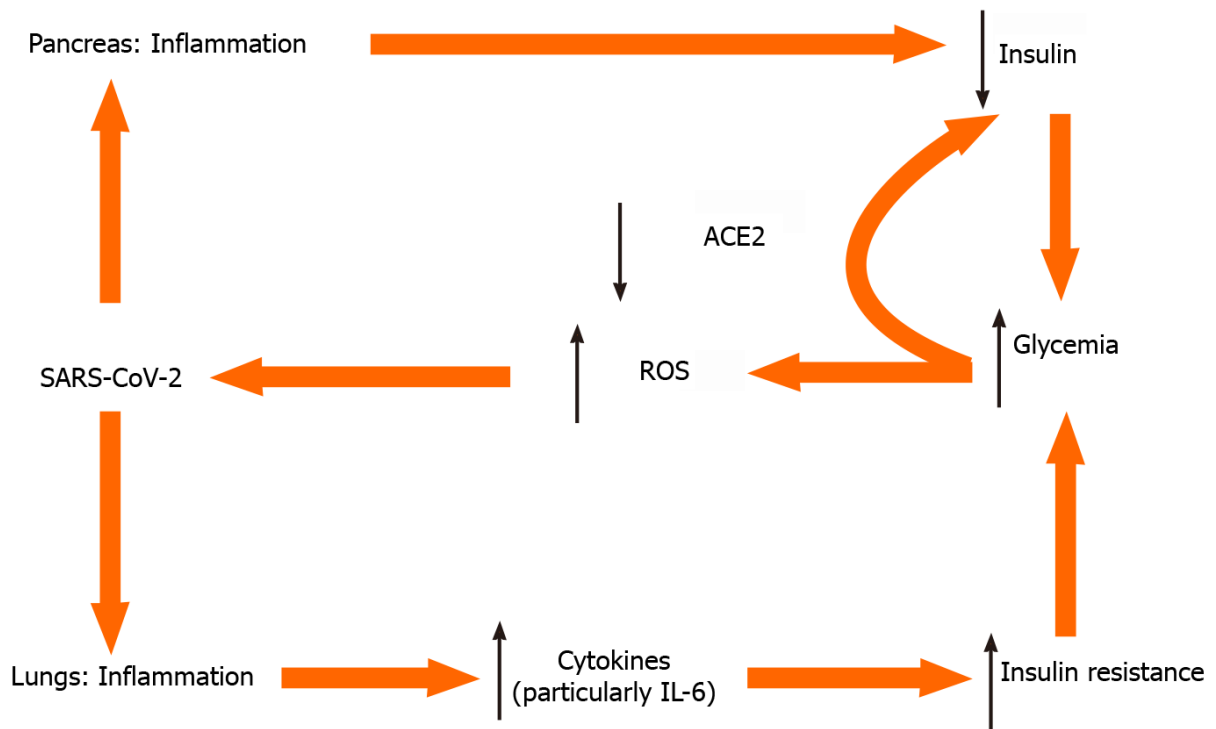 Pancreas: Inflammation
Insulin
ACE2
Glycemia
ROS
SARS-CoV-2
Lungs: Inflammation
Cytokines
(particularly IL-6)
Insulin resistance